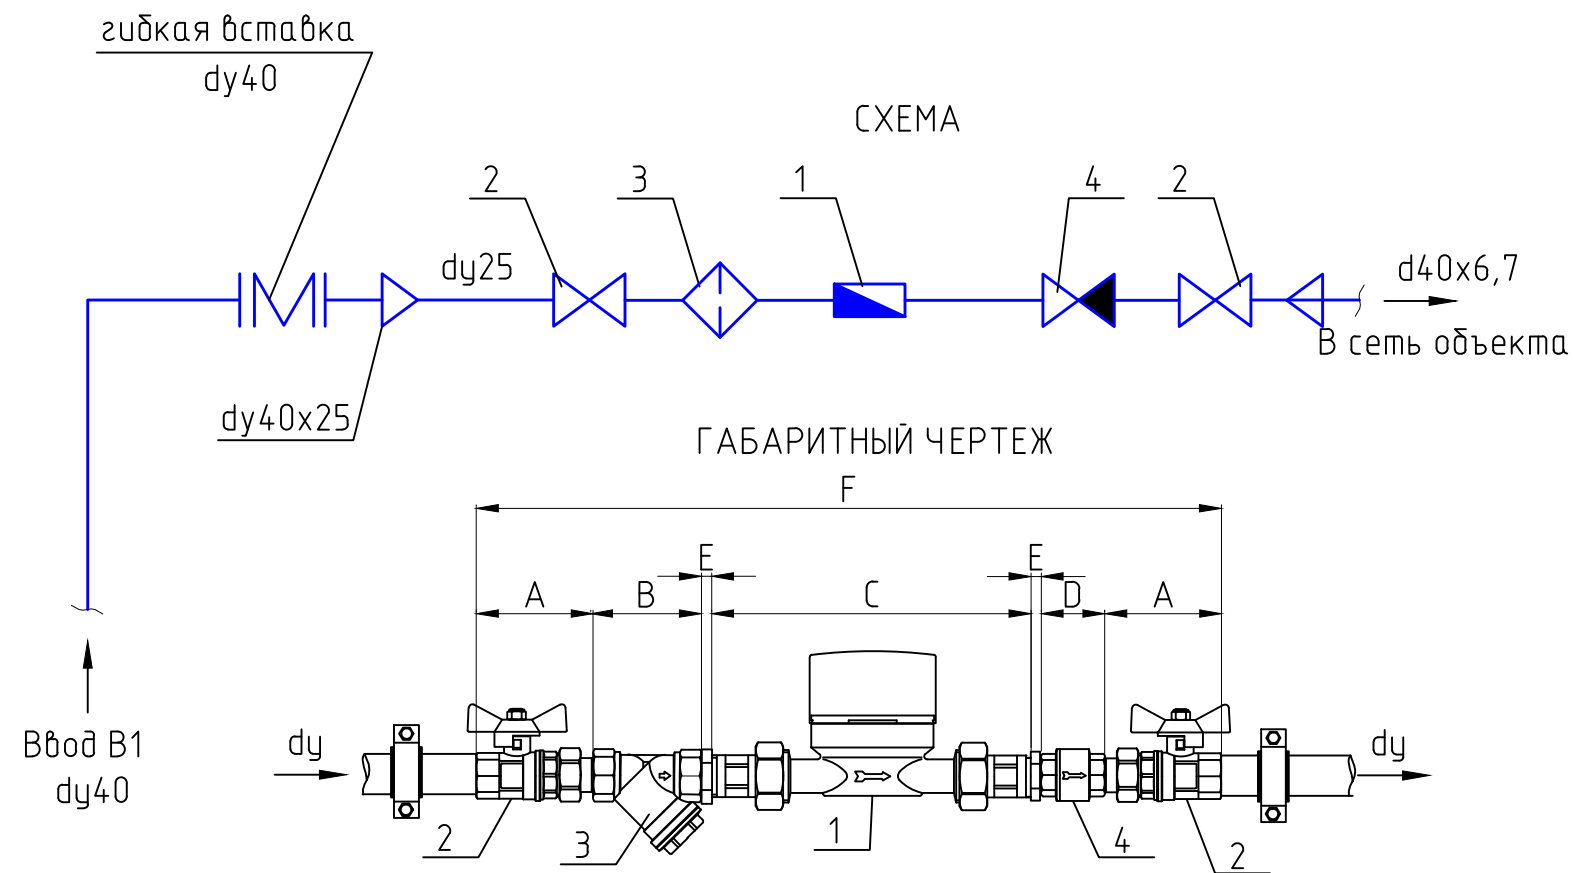 гибкая вставка
dy40
СХЕМА
2
3
1
4
2
dy25
d40x6,7
В сеть объекта
dy40x25
ГАБАРИТНЫЙ ЧЕРТЕЖ
F
E
E
A
B
C
D
A
Ввод В1
dy40
dy
dy
2
3
1
4
2